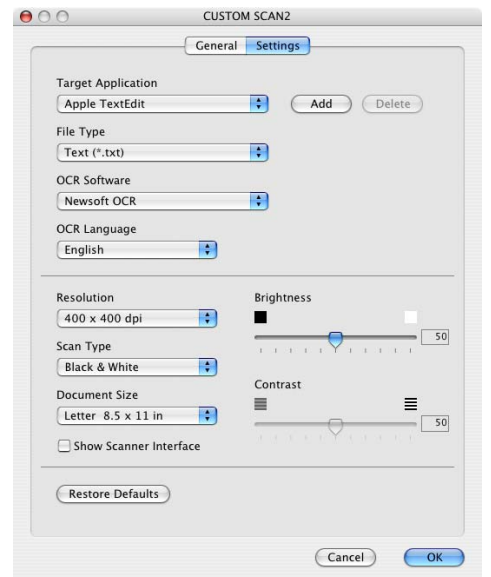 CUSTOM SCAN2
General Settings
Target Application
Apple TextEdit Add Delete
File Type
Text (*.txt)
OCR Software
Newsoft OCR
OCR Language
English
Resolution Brightness
400 x 400 dpi
50
Scan Type
Black & White
Contrast
Document Size
Letter 8.5 x 11 in 50
Show Scanner Interface
Restore Defaults
Cancel OK